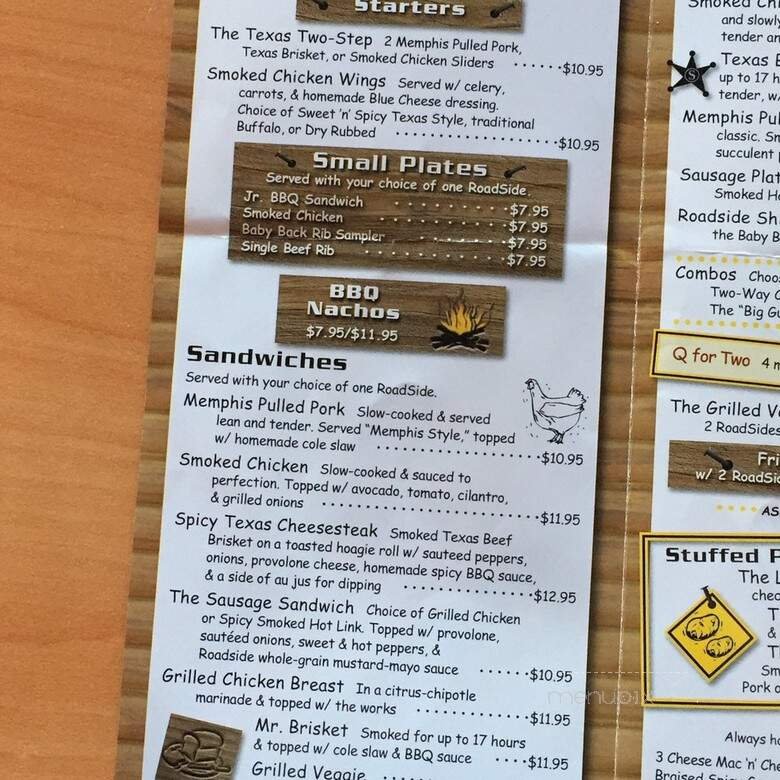 Starters
The Texas Two-Step 2 Memphis Pulled Pork,
Texas Brisket, or Smoked Chicken Sliders ······$10.95
Smoked Chicken Wings Served w/ celery,
carrots, & homemade Blue Cheese dressing.
Choice of Sweet 'n' Spicy Texas Style, traditional
Buffalo, or Dry Rubbed ················$10.95
Small Plates
Served with your choice of one RoadSide.
Jr. BBQ Sandwich ··········$7.95
Smoked Chicken ············$7.95
Baby Back Rib Sampler ·········$7.95
Single Beef Rib ············$7.95
BBQ
Nachos
$7.95/$11.95
Sandwiches
Served with your choice of one RoadSide.
Memphis Pulled Pork Slow-cooked & served
lean and tender. Served "Memphis Style," topped
w/ homemade cole slaw ················$10.95
Smoked Chicken Slow-cooked & sauced to
perfection. Topped w/ avocado, tomato, cilantro,
& grilled onions ·····················$11.95
Spicy Texas Cheesesteak Smoked Texas Beef
Brisket on a toasted hoagie roll w/ sauteed peppers,
onions, provolone cheese, homemade spicy BBQ sauce,
& a side of au jus for dipping ·············$12.95
The Sausage Sandwich Choice of Grilled Chicken
or Spicy Smoked Hot Link. Topped w/ provolone,
sautéed onions, sweet & hot peppers, &
Roadside whole-grain mustard-mayo sauce ······$10.95
Grilled Chicken Breast In a citrus-chipotle
marinade & topped w/ the works ············$11.95
Mr. Brisket Smoked for up to 17 hours
& topped w/ cole slaw & BBQ sauce ····$11.95
Grilled Veggie
Smoked
and slowly
tender
S
Texas
up to 17
tender,
Memphis
classic.
succulent
Sausage
Smoked
Roadside
the Baby
Combos
Two-Way
The "Big
Q for Two 4
The Grilled
2 RoadSides
w/ 2
Stuffed
The
&
Pork
Always
3 Cheese Mac 'n'
Braised
menupix